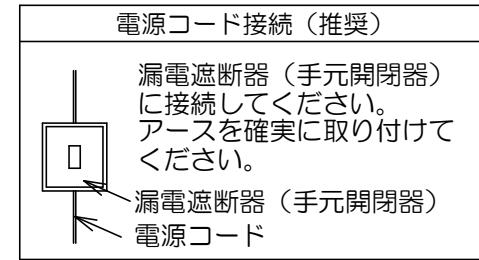 電源コード接続（推奨）
漏電遮断器（手元開閉器）
に接続してください。
アースを確実に取り付けて
ください。
漏電遮断器（手元開閉器）
電源コード